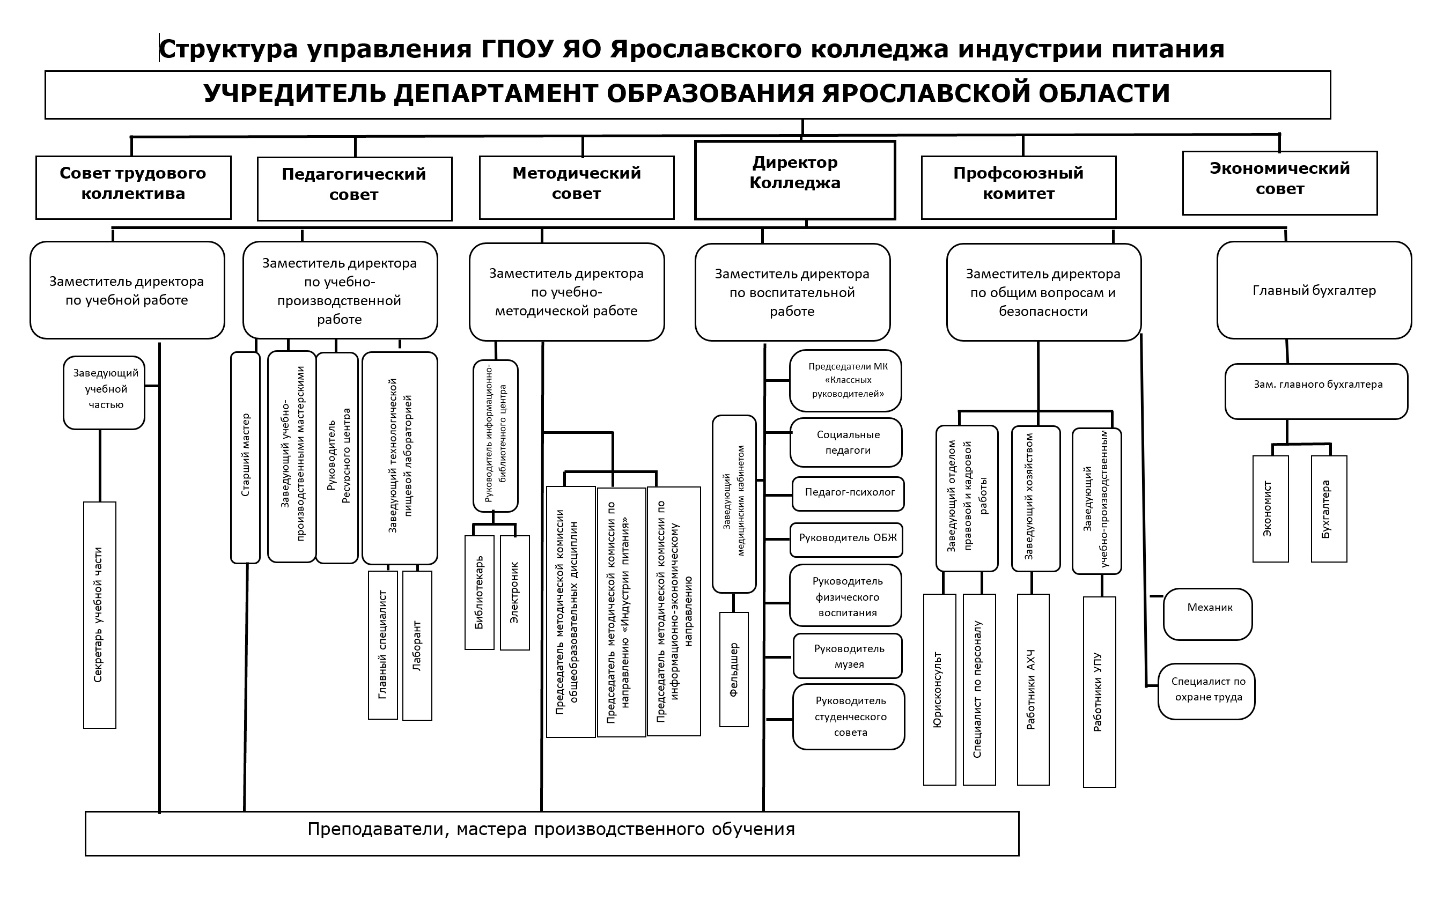 Структура управления ГПОУ ЯО Ярославского колледжа индустрии питания
УЧРЕДИТЕЛЬ ДЕПАРТАМЕНТ ОБРАЗОВАНИЯ ЯРОСЛАВСКОЙ ОБЛАСТИ
Совет трудового
коллектива
Педагогический
совет
Методический
совет
Директор
Колледжа
Профсоюзный
комитет
Экономический
совет
Заместитель директора
по учебной работе
Заместитель директора
по учебно-
производственной
работе
Заместитель директора
по учебно-
методической работе
Заместитель директора
по воспитательной
работе
Заместитель директора
по общим вопросам и
безопасности
Главный бухгалтер
Заведующий
учебной
частью
Секретарь учебной части
Старший мастер
Заведующий учебно-
производственными мастерскими
Руководитель
Ресурсного центра
Заведующий технологической
пищевой лабораторией
Главный специалист
Лаборант
Руководитель информационно-
библиотечного центра
Библиотекарь
Электроник
Председатель методической комиссии
общеобразовательных дисциплин
Председатель методической комиссии по
направлению «Индустрии питания»
Председатель методической комиссии по
информационно-экономическому
направлению
Заведующий
медицинским кабинетом
Фельдшер
Председатели МК
«Классных
руководителей»
Социальные
педагоги
Педагог-психолог
Руководитель ОБЖ
Руководитель
физического
воспитания
Руководитель
музея
Руководитель
студенческого
совета
Заведующий отделом
правовой и кадровой
работы
Заведующий хозяйством
Заведующий
учебно-производственным
Юрисконсульт
Специалист по персоналу
Работники АХЧ
Работники УПУ
Механик
Специалист по
охране труда
Зам. главного бухгалтера
Экономист
Бухгалтера
Преподаватели, мастера производственного обучения